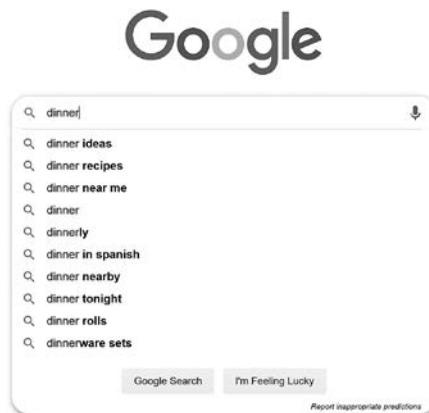 Google
dinner
dinner ideas
dinner recipes
dinner near me
dinner
dinnerly
dinner in spanish
dinner nearby
dinner tonight
dinner rolls
dinnerware sets
Google Search I'm Feeling Lucky
Report inappropriate predictions